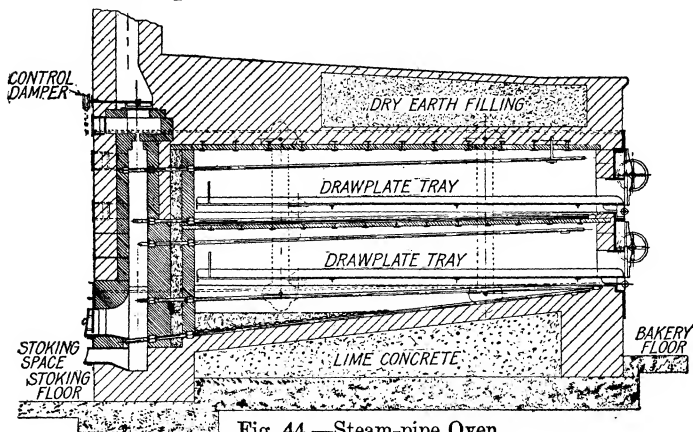 CONTROL
DAMPER
DRY EARTH FILLING
DRAWPLATE TRAY
DRAWPLATE TRAY
STOKING
SPACE
STOKING
FLOOR
LIME CONCRETE
BAKERY
FLOOR
Fig. 44.—Steam-pipe Oven